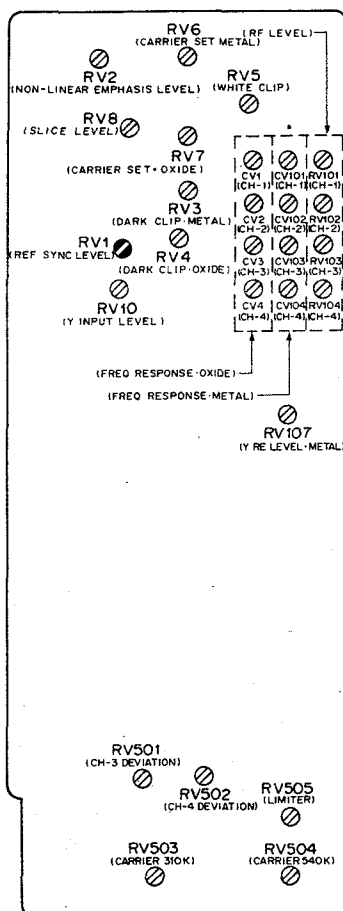 RV6
(CARRIER SET METAL)
(RF LEVEL)
RV2
(NON-LINEAR EMPHASIS LEVEL)
RV5
(WHITE CLIP)
RV8
(SLICE LEVEL)
RV7
(CARRIER SET·OXIDE)
CV1 CV101 RV101
(CH-1) (CH-1) (CH-1)
RV3
(DARK CLIP·METAL)
CV2 CV102 RV102
(CH-2) (CH-2) (CH-2)
RV1
(REF SYNC LEVEL)
RV4
(DARK CLIP·OXIDE)
CV3 CV103 RV103
(CH-3) (CH-3) (CH-3)
RV10
(Y INPUT LEVEL)
CV4 CV104 RV104
(CH-4) (CH-4) (CH-4)
(FREQ RESPONSE·OXIDE)
(FREQ RESPONSE·METAL)
RV107
(Y RE LEVEL·METAL)
RV501
(CH-3 DEVIATION)
RV502
(CH-4 DEVIATION)
RV505
(LIMITER)
RV503
(CARRIER 310K)
RV504
(CARRIER 540K)